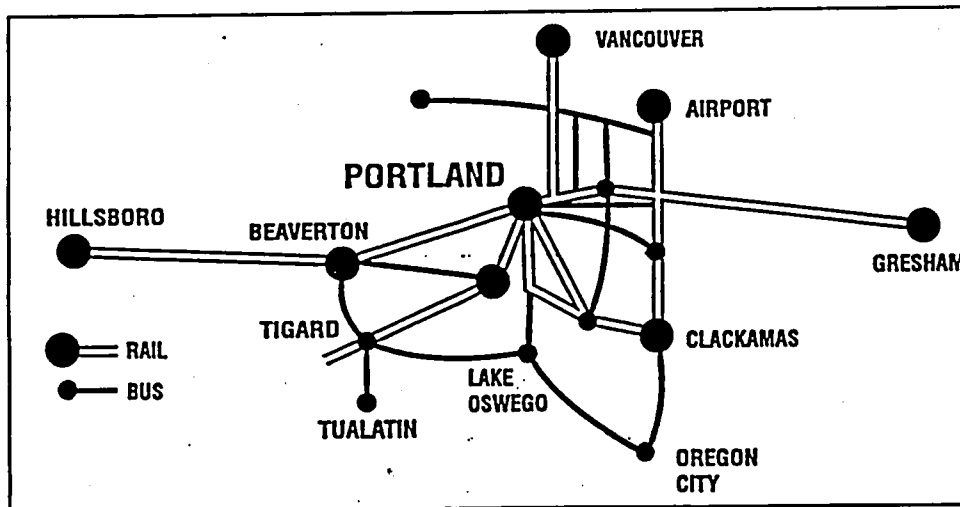 VANCOUVER
AIRPORT
PORTLAND
HILLSBORO
BEAVERTON
GRESHAM
TIGARD
CLACKAMAS
RAIL
LAKE
OSWEGO
BUS
TUALATIN
OREGON
CITY